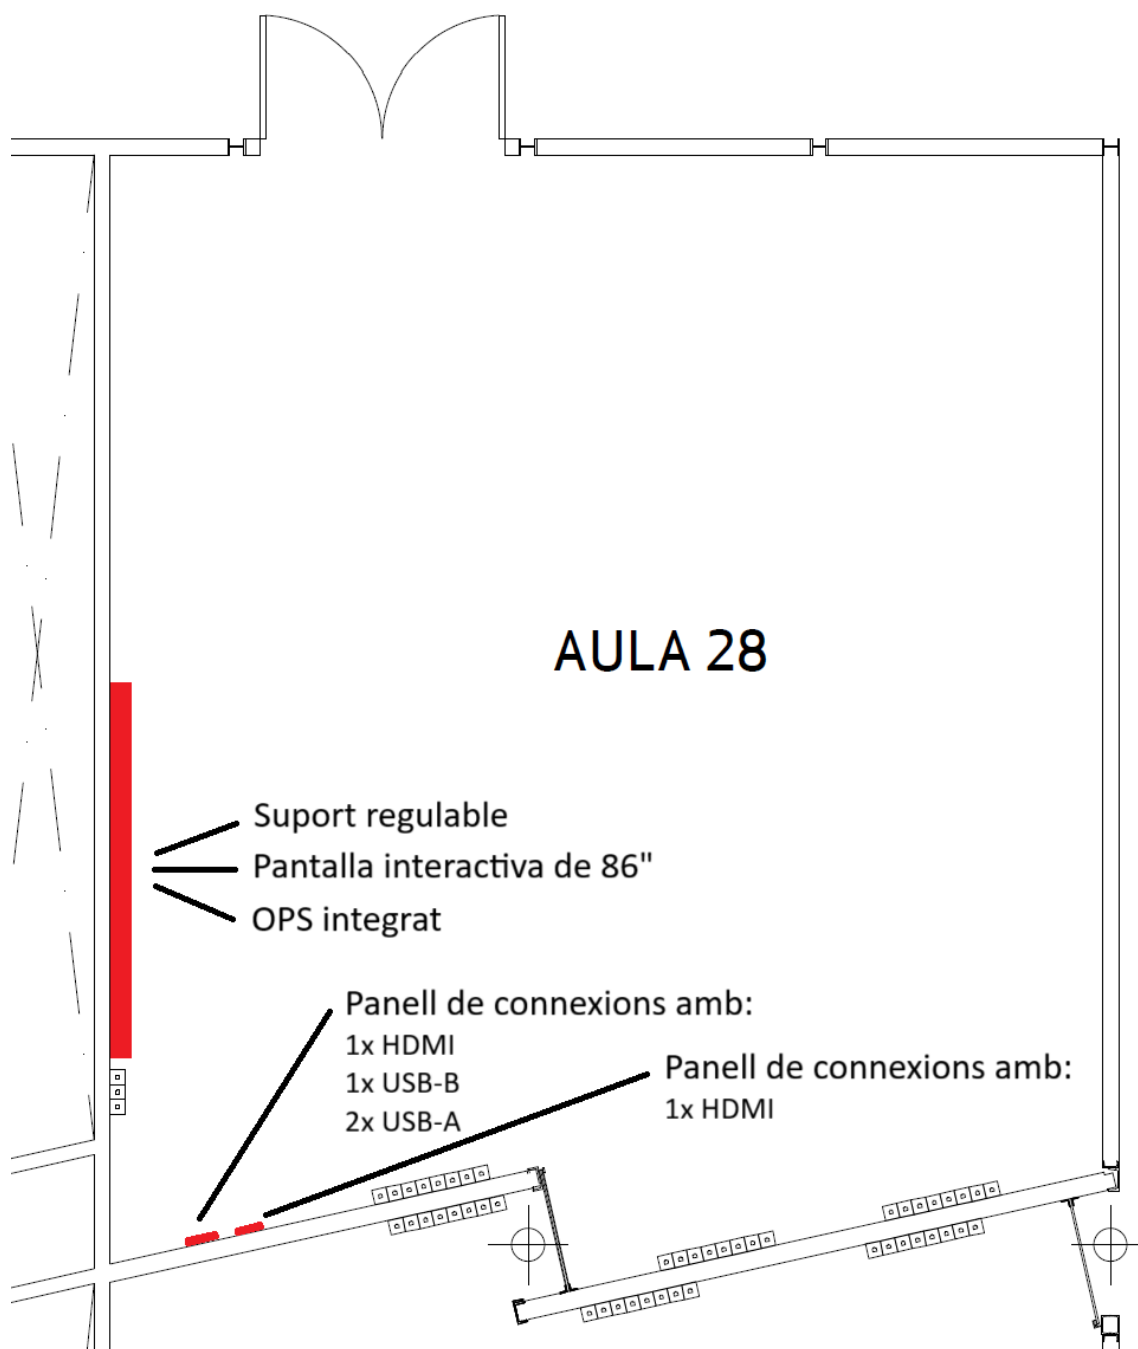 AULA 28
Suport regulable
Pantalla interactiva de 86"
OPS integrat
Panell de connexions amb:
1x HDMI
1x USB-B
2x USB-A
Panell de connexions amb:
1x HDMI